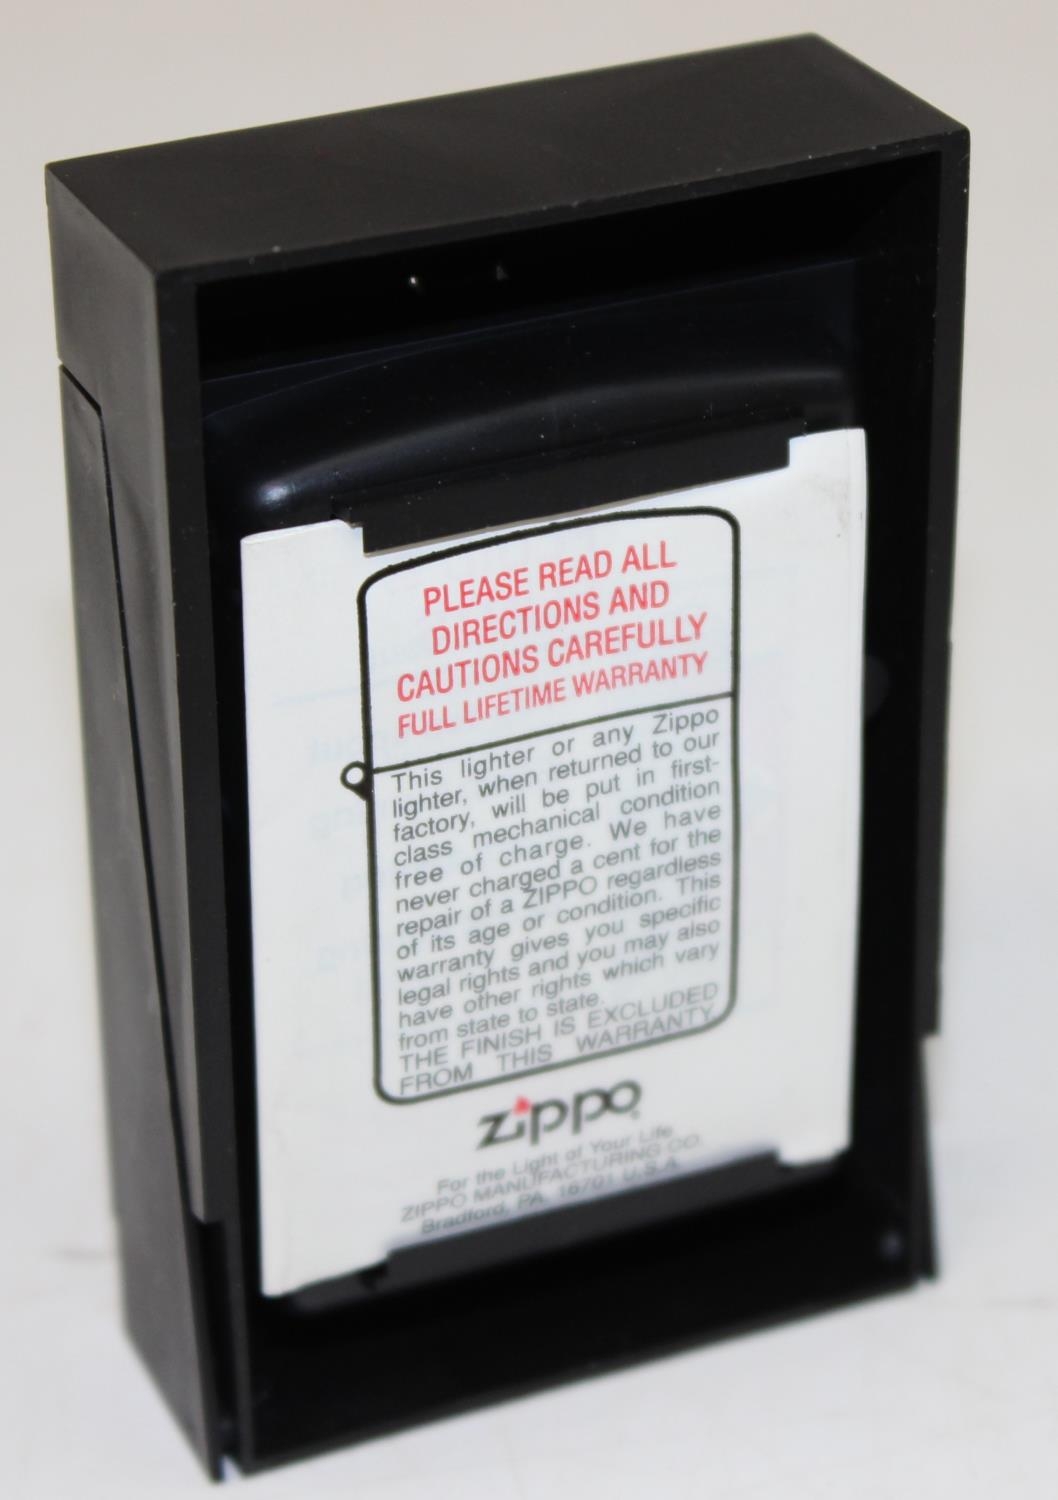 PLEASE READ ALL
DIRECTIONS AND
CAUTIONS CAREFULLY
FULL LIFETIME WARRANTY
This lighter or any Zippo
lighter, when returned to our
factory, will be put in first-
class mechanical condition
free of charge. We have
never charged a cent for the
repair of a ZIPPO regardless
of its age or condition. This
warranty gives you specific
legal rights and you may also
have other rights which vary
from state to state.
THE FINISH IS EXCLUDED
FROM THIS WARRANTY
zippo
For the Light of Your Life
ZIPPO MANUFACTURING CO.
Bradford, PA. 16701 U.S.A.